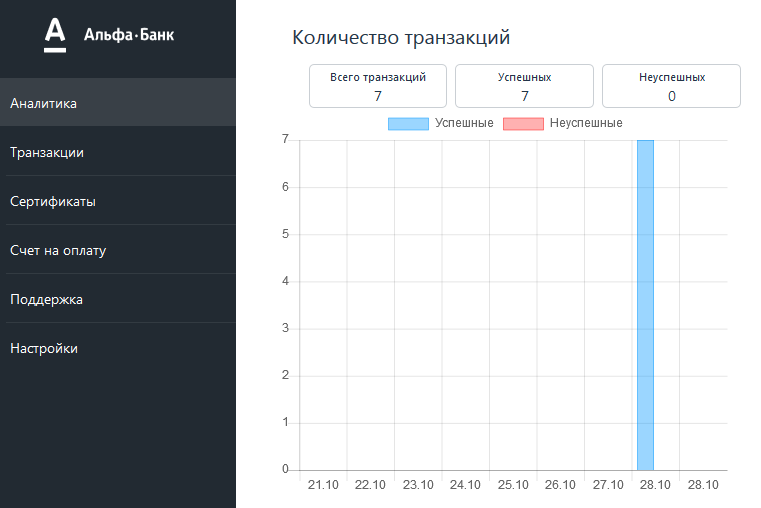 Альфа·Банк
Аналитика
Транзакции
Сертификаты
Счет на оплату
Поддержка
Настройки
Количество транзакций
Всего транзакций
7
Успешных
7
Неуспешных
0
Успешные
Неуспешные
7
6
5
4
3
2
1
0
21.10 22.10 23.10 24.10 25.10 26.10 27.10 28.10 28.10